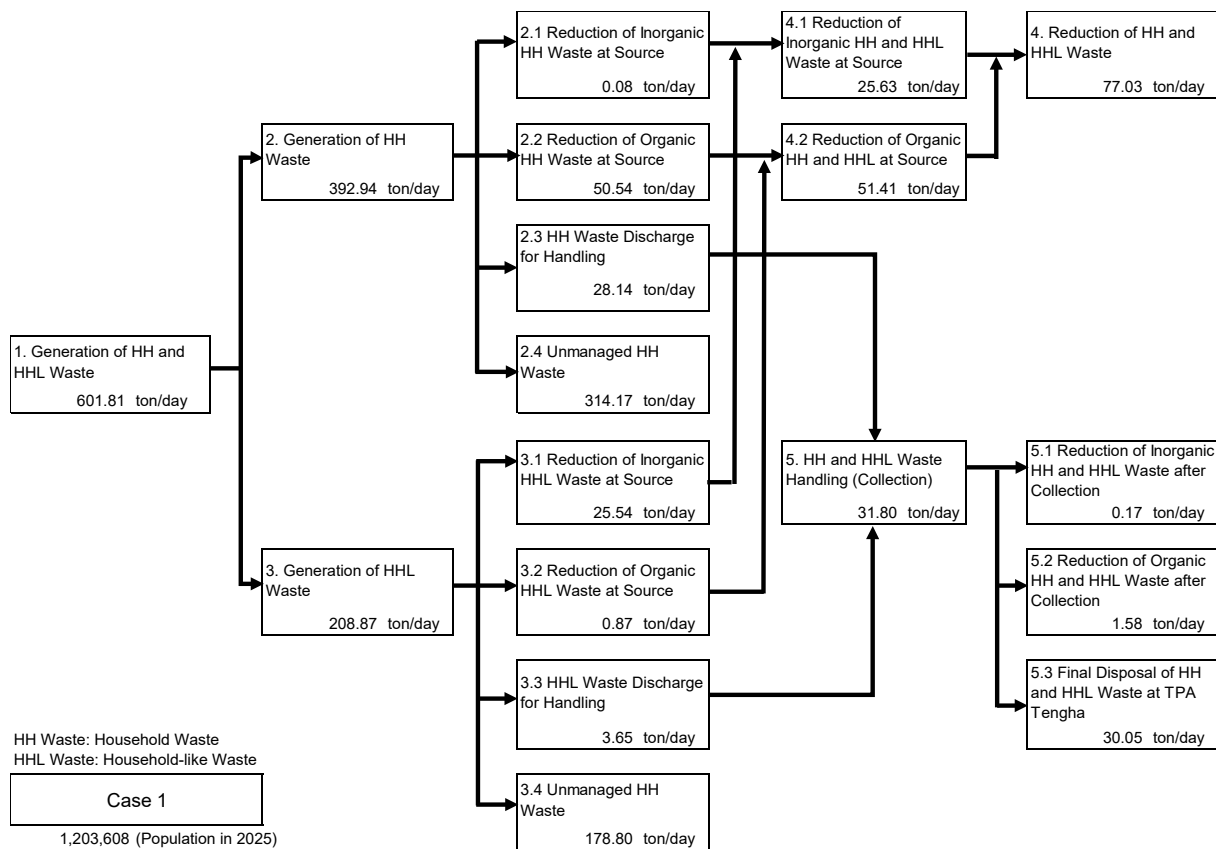 1. Generation of HH and
HHL Waste
601.81 ton/day
2. Generation of HH
Waste
392.94 ton/day
3. Generation of HHL
Waste
208.87 ton/day
2.1 Reduction of Inorganic
HH Waste at Source
0.08 ton/day
2.2 Reduction of Organic
HH Waste at Source
50.54 ton/day
2.3 HH Waste Discharge
for Handling
28.14 ton/day
2.4 Unmanaged HH
Waste
314.17 ton/day
3.1 Reduction of Inorganic
HHL Waste at Source
25.54 ton/day
3.2 Reduction of Organic
HHL Waste at Source
0.87 ton/day
3.3 HHL Waste Discharge
for Handling
3.65 ton/day
3.4 Unmanaged HH
Waste
178.80 ton/day
4.1 Reduction of
Inorganic HH and HHL
Waste at Source
25.63 ton/day
4.2 Reduction of Organic
HH and HHL at Source
51.41 ton/day
4. Reduction of HH and
HHL Waste
77.03 ton/day
5. HH and HHL Waste
Handling (Collection)
31.80 ton/day
5.1 Reduction of Inorganic
HH and HHL Waste after
Collection
0.17 ton/day
5.2 Reduction of Organic
HH and HHL Waste after
Collection
1.58 ton/day
5.3 Final Disposal of HH
and HHL Waste at TPA
Tengha
30.05 ton/day
HH Waste: Household Waste
HHL Waste: Household-like Waste
Case 1
1,203,608 (Population in 2025)